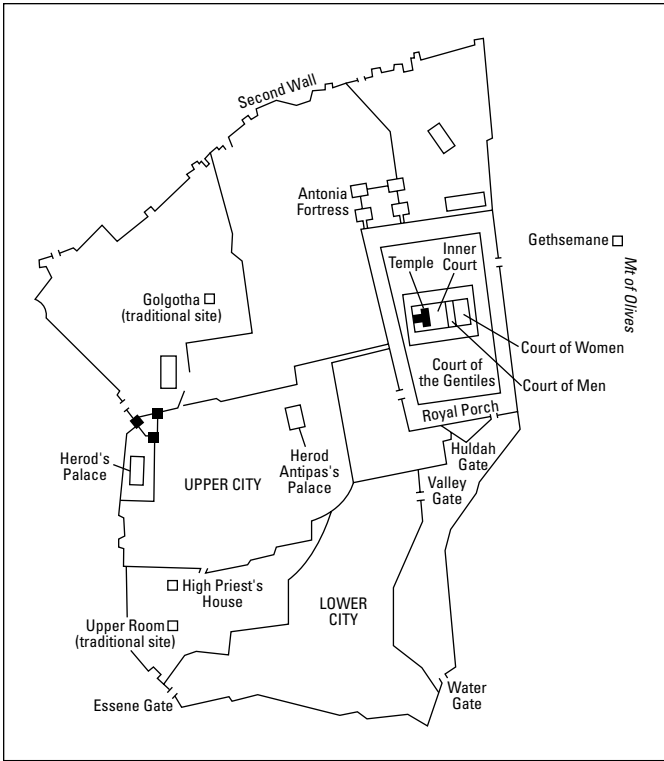 Second Wall
Antonia
Fortress
Gethsemane
Mt of Olives
Inner
Court
Temple
Golgotha
(traditional site)
Court of Women
Court of
the Gentiles
Court of Men
Royal Porch
Huldah
Gate
Herod's
Palace
UPPER CITY
Herod
Antipas's
Palace
Valley
Gate
High Priest's
House
LOWER
CITY
Upper Room
(traditional site)
Essene Gate
Water
Gate